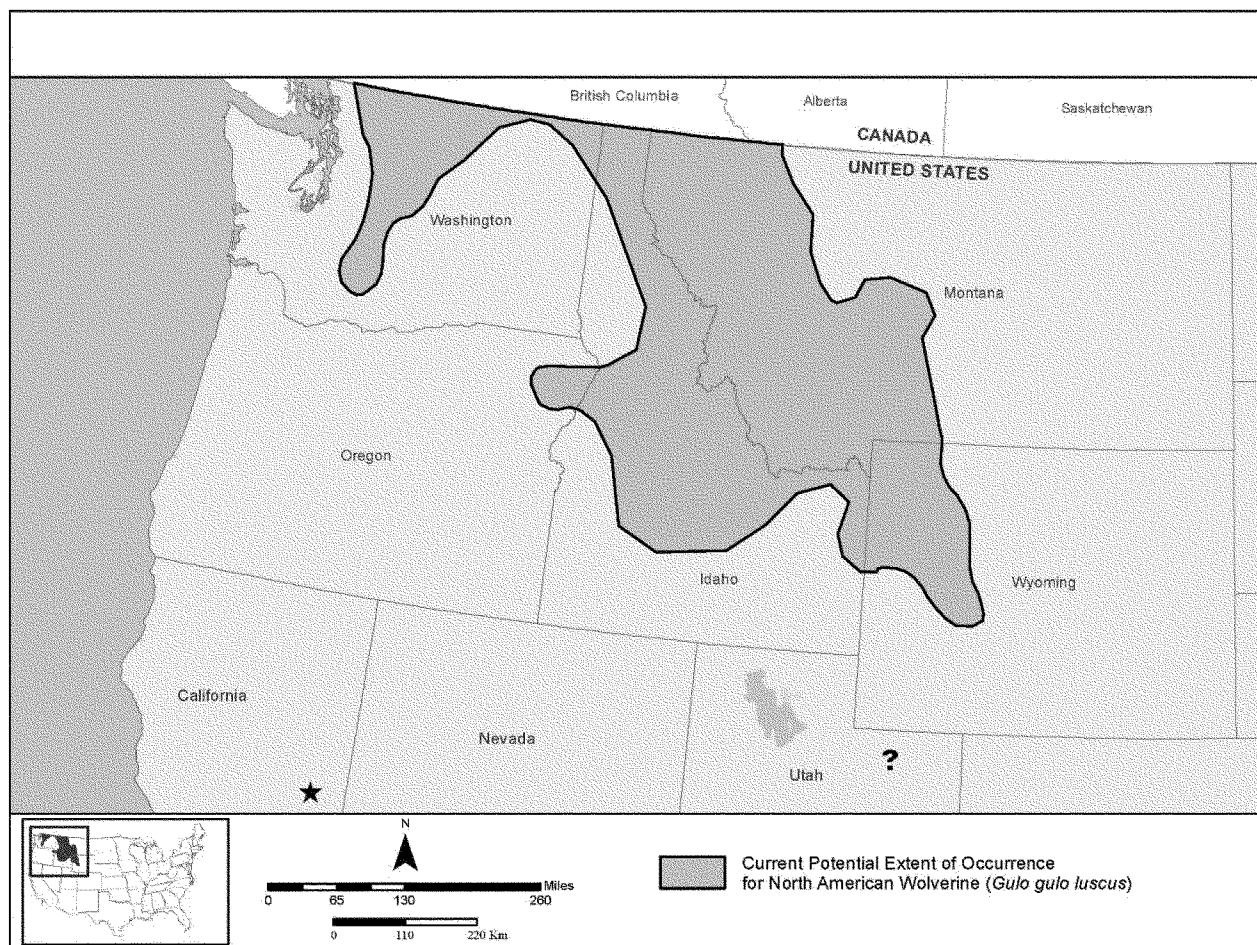 British Columbia
Alberta
Saskatchewan
CANADA
UNITED STATES
Washington
Montana
Oregon
Idaho
Wyoming
California
Nevada
Utah
?
N
Miles
0 65 130 260
0 110 220 Km
Current Potential Extent of Occurrence
for North American Wolverine (Gulo gulo luscus)